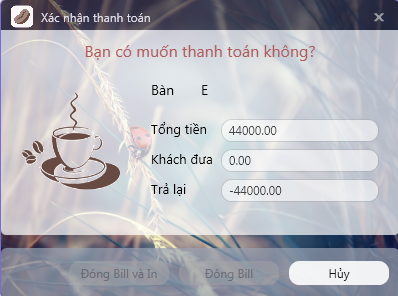 Xác nhận thanh toán
Bạn có muốn thanh toán không?
Bàn E
Tổng tiền 44000.00
Khách đưa 0.00
Trả lại -44000.00
Đóng Bill và In Đóng Bill Hủy